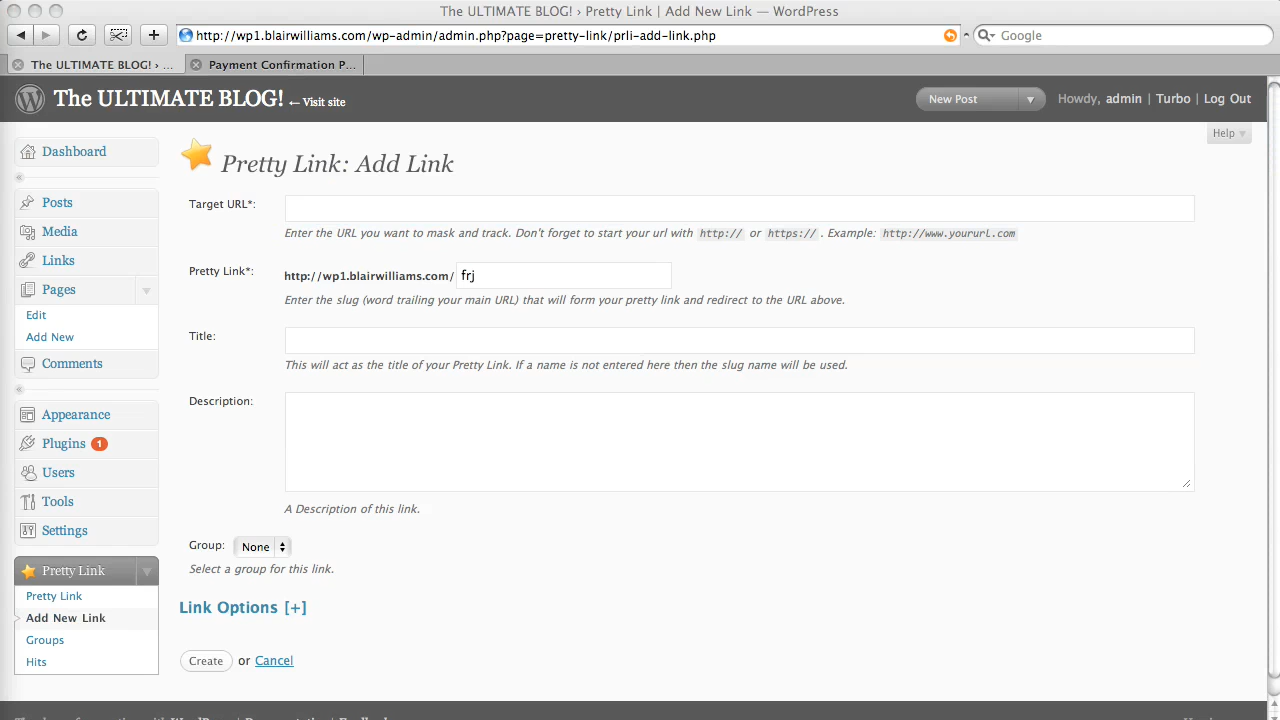 The ULTIMATE BLOG! › Pretty Link | Add New Link — WordPress
http://wp1.blairwilliams.com/wp-admin/admin.php?page=pretty-link/prli-add-link.php
Google
The ULTIMATE BLOG! › ...
Payment Confirmation P...
The ULTIMATE BLOG! ← Visit site
New Post
Howdy, admin | Turbo | Log Out
Help
Dashboard
Posts
Media
Links
Pages
Edit
Add New
Comments
Appearance
Plugins 1
Users
Tools
Settings
Pretty Link
Pretty Link
Add New Link
Groups
Hits
Pretty Link: Add Link
Target URL*:
Enter the URL you want to mask and track. Don't forget to start your url with http:// or https:// . Example: http://www.yoururl.com
Pretty Link*: http://wp1.blairwilliams.com/ frj
Enter the slug (word trailing your main URL) that will form your pretty link and redirect to the URL above.
Title:
This will act as the title of your Pretty Link. If a name is not entered here then the slug name will be used.
Description:
A Description of this link.
Group: None
Select a group for this link.
Link Options [+]
Create or Cancel